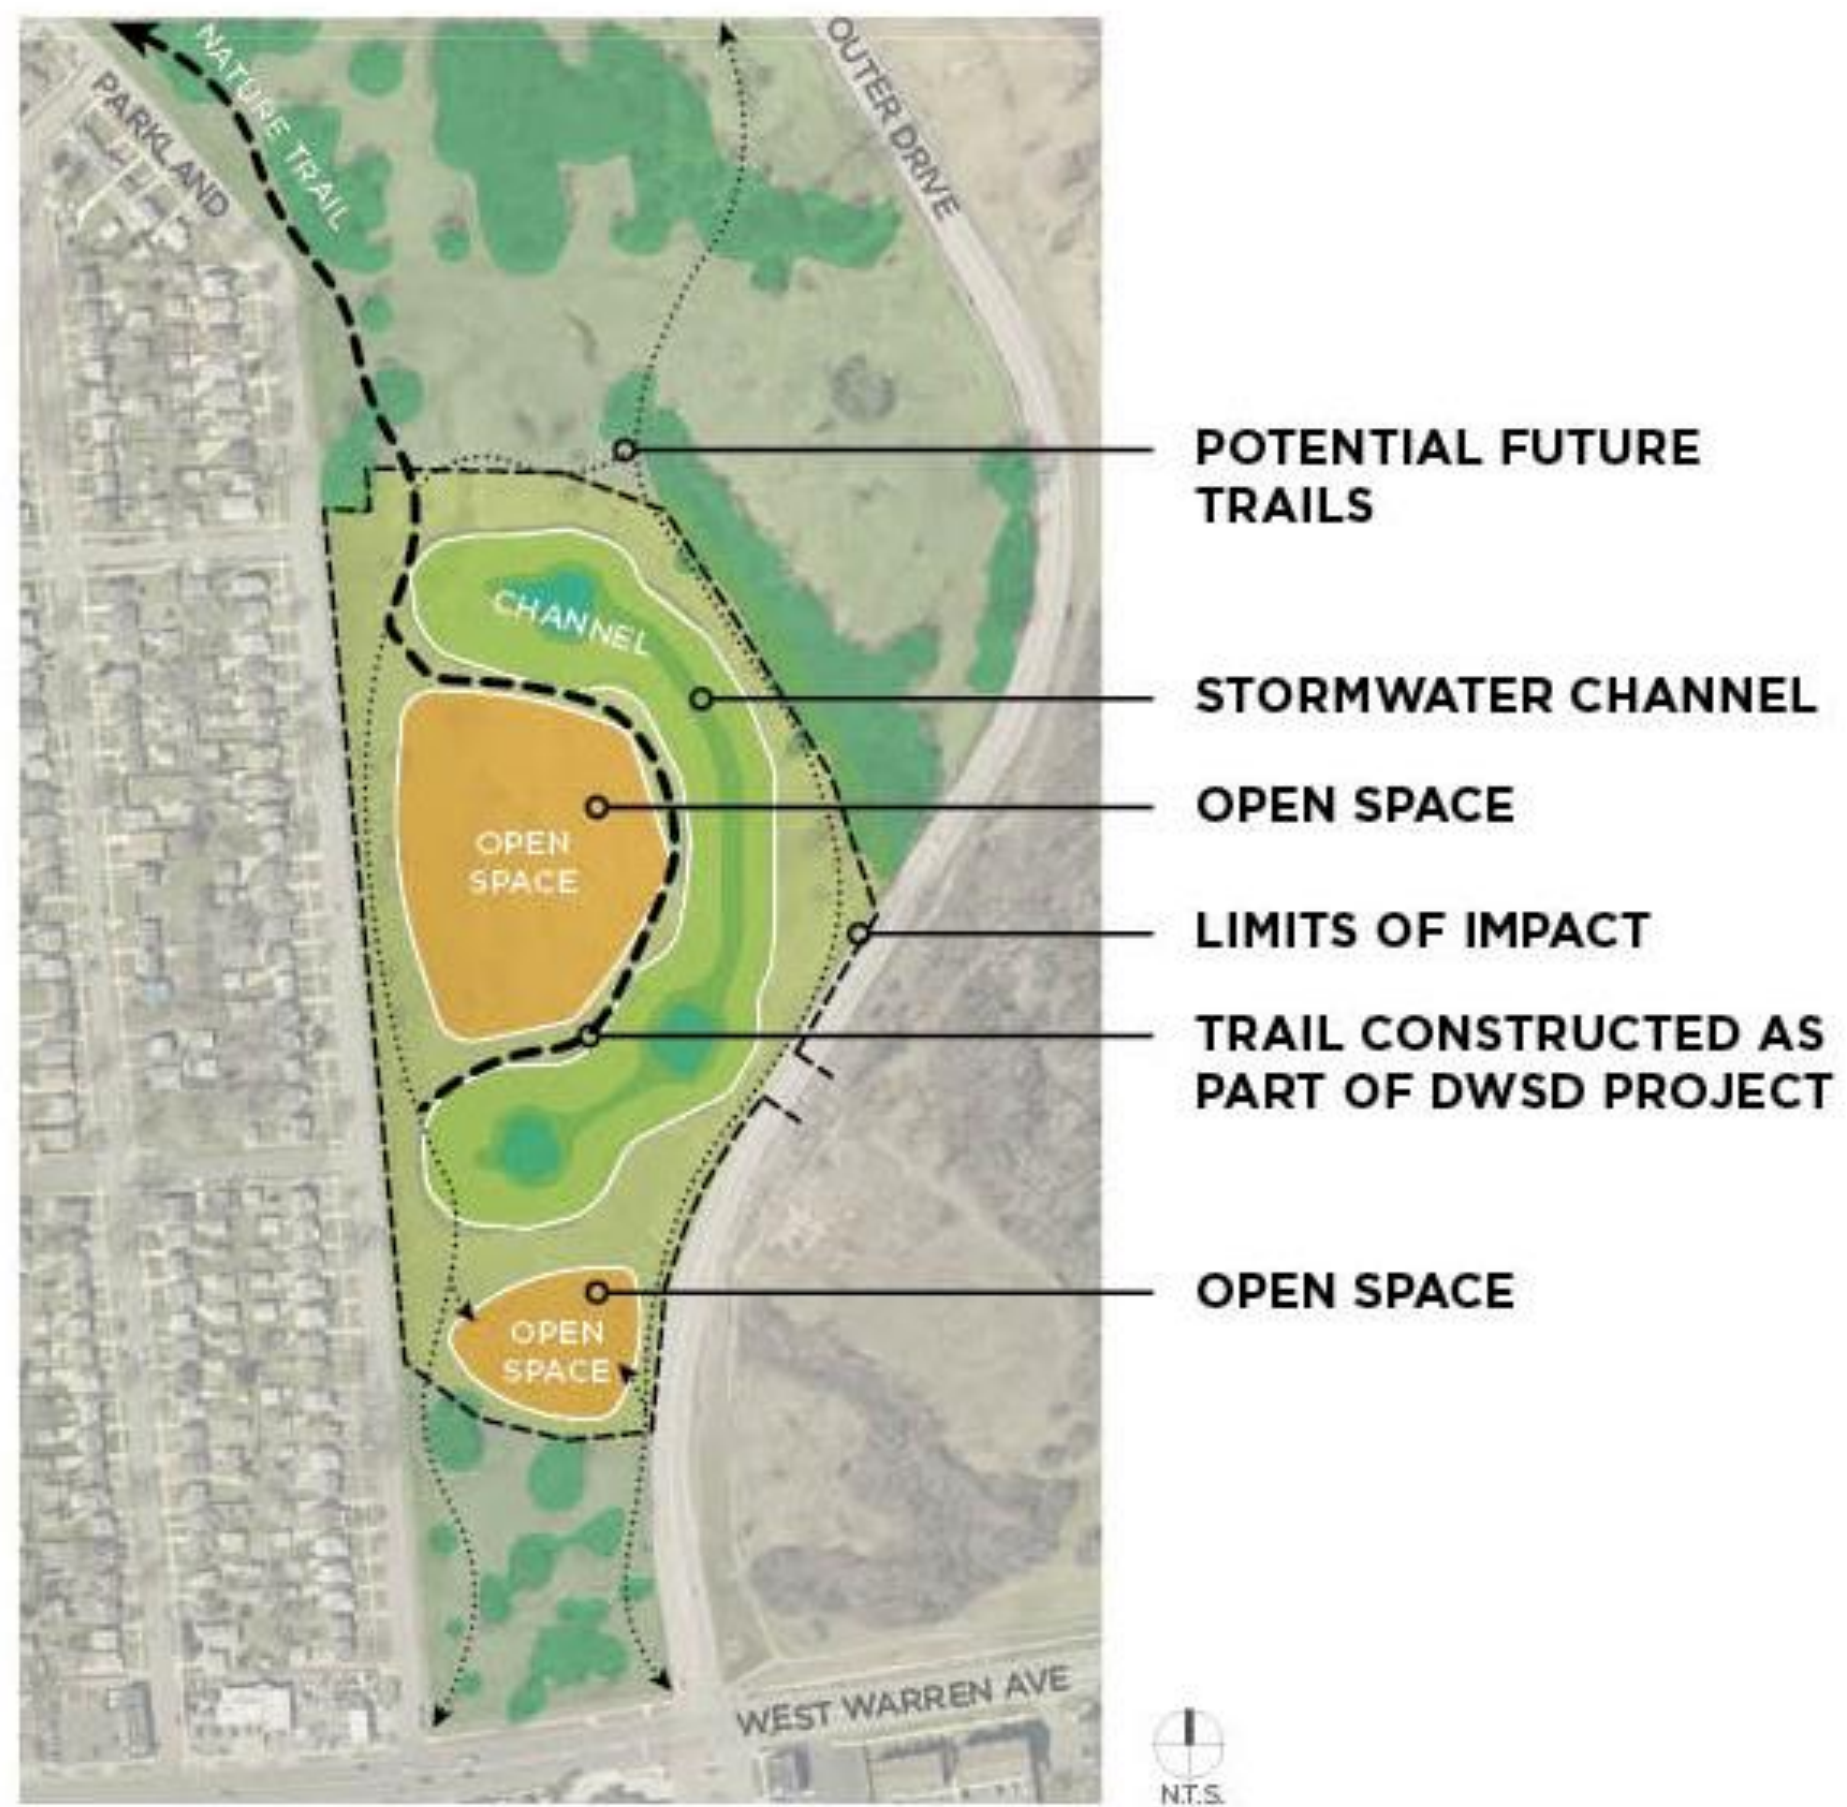 NATURE TRAIL
PARKLAND
OUTER DRIVE
POTENTIAL FUTURE
TRAILS
CHANNEL
STORMWATER CHANNEL
OPEN SPACE
OPEN
SPACE
LIMITS OF IMPACT
TRAIL CONSTRUCTED AS
PART OF DWSD PROJECT
OPEN SPACE
OPEN
SPACE
WEST WARREN AVE
N.T.S.